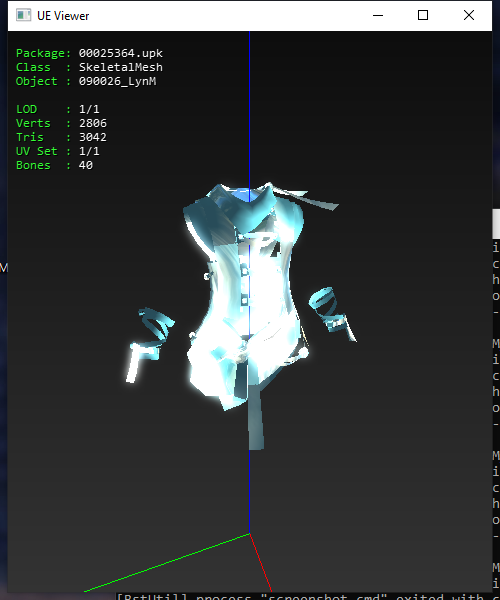 UE Viewer
Package: 00025364.upk
Class  : SkeletalMesh
Object : 090026_LynM
LOD    : 1/1
Verts  : 2806
Tris   : 3042
UV Set : 1/1
Bones  : 40
M
i
c
h
o
-
M
i
c
h
o
-
M
i
c
h
o
-
M
i
[BstUtil] process "screenshot.cmd" exited with c